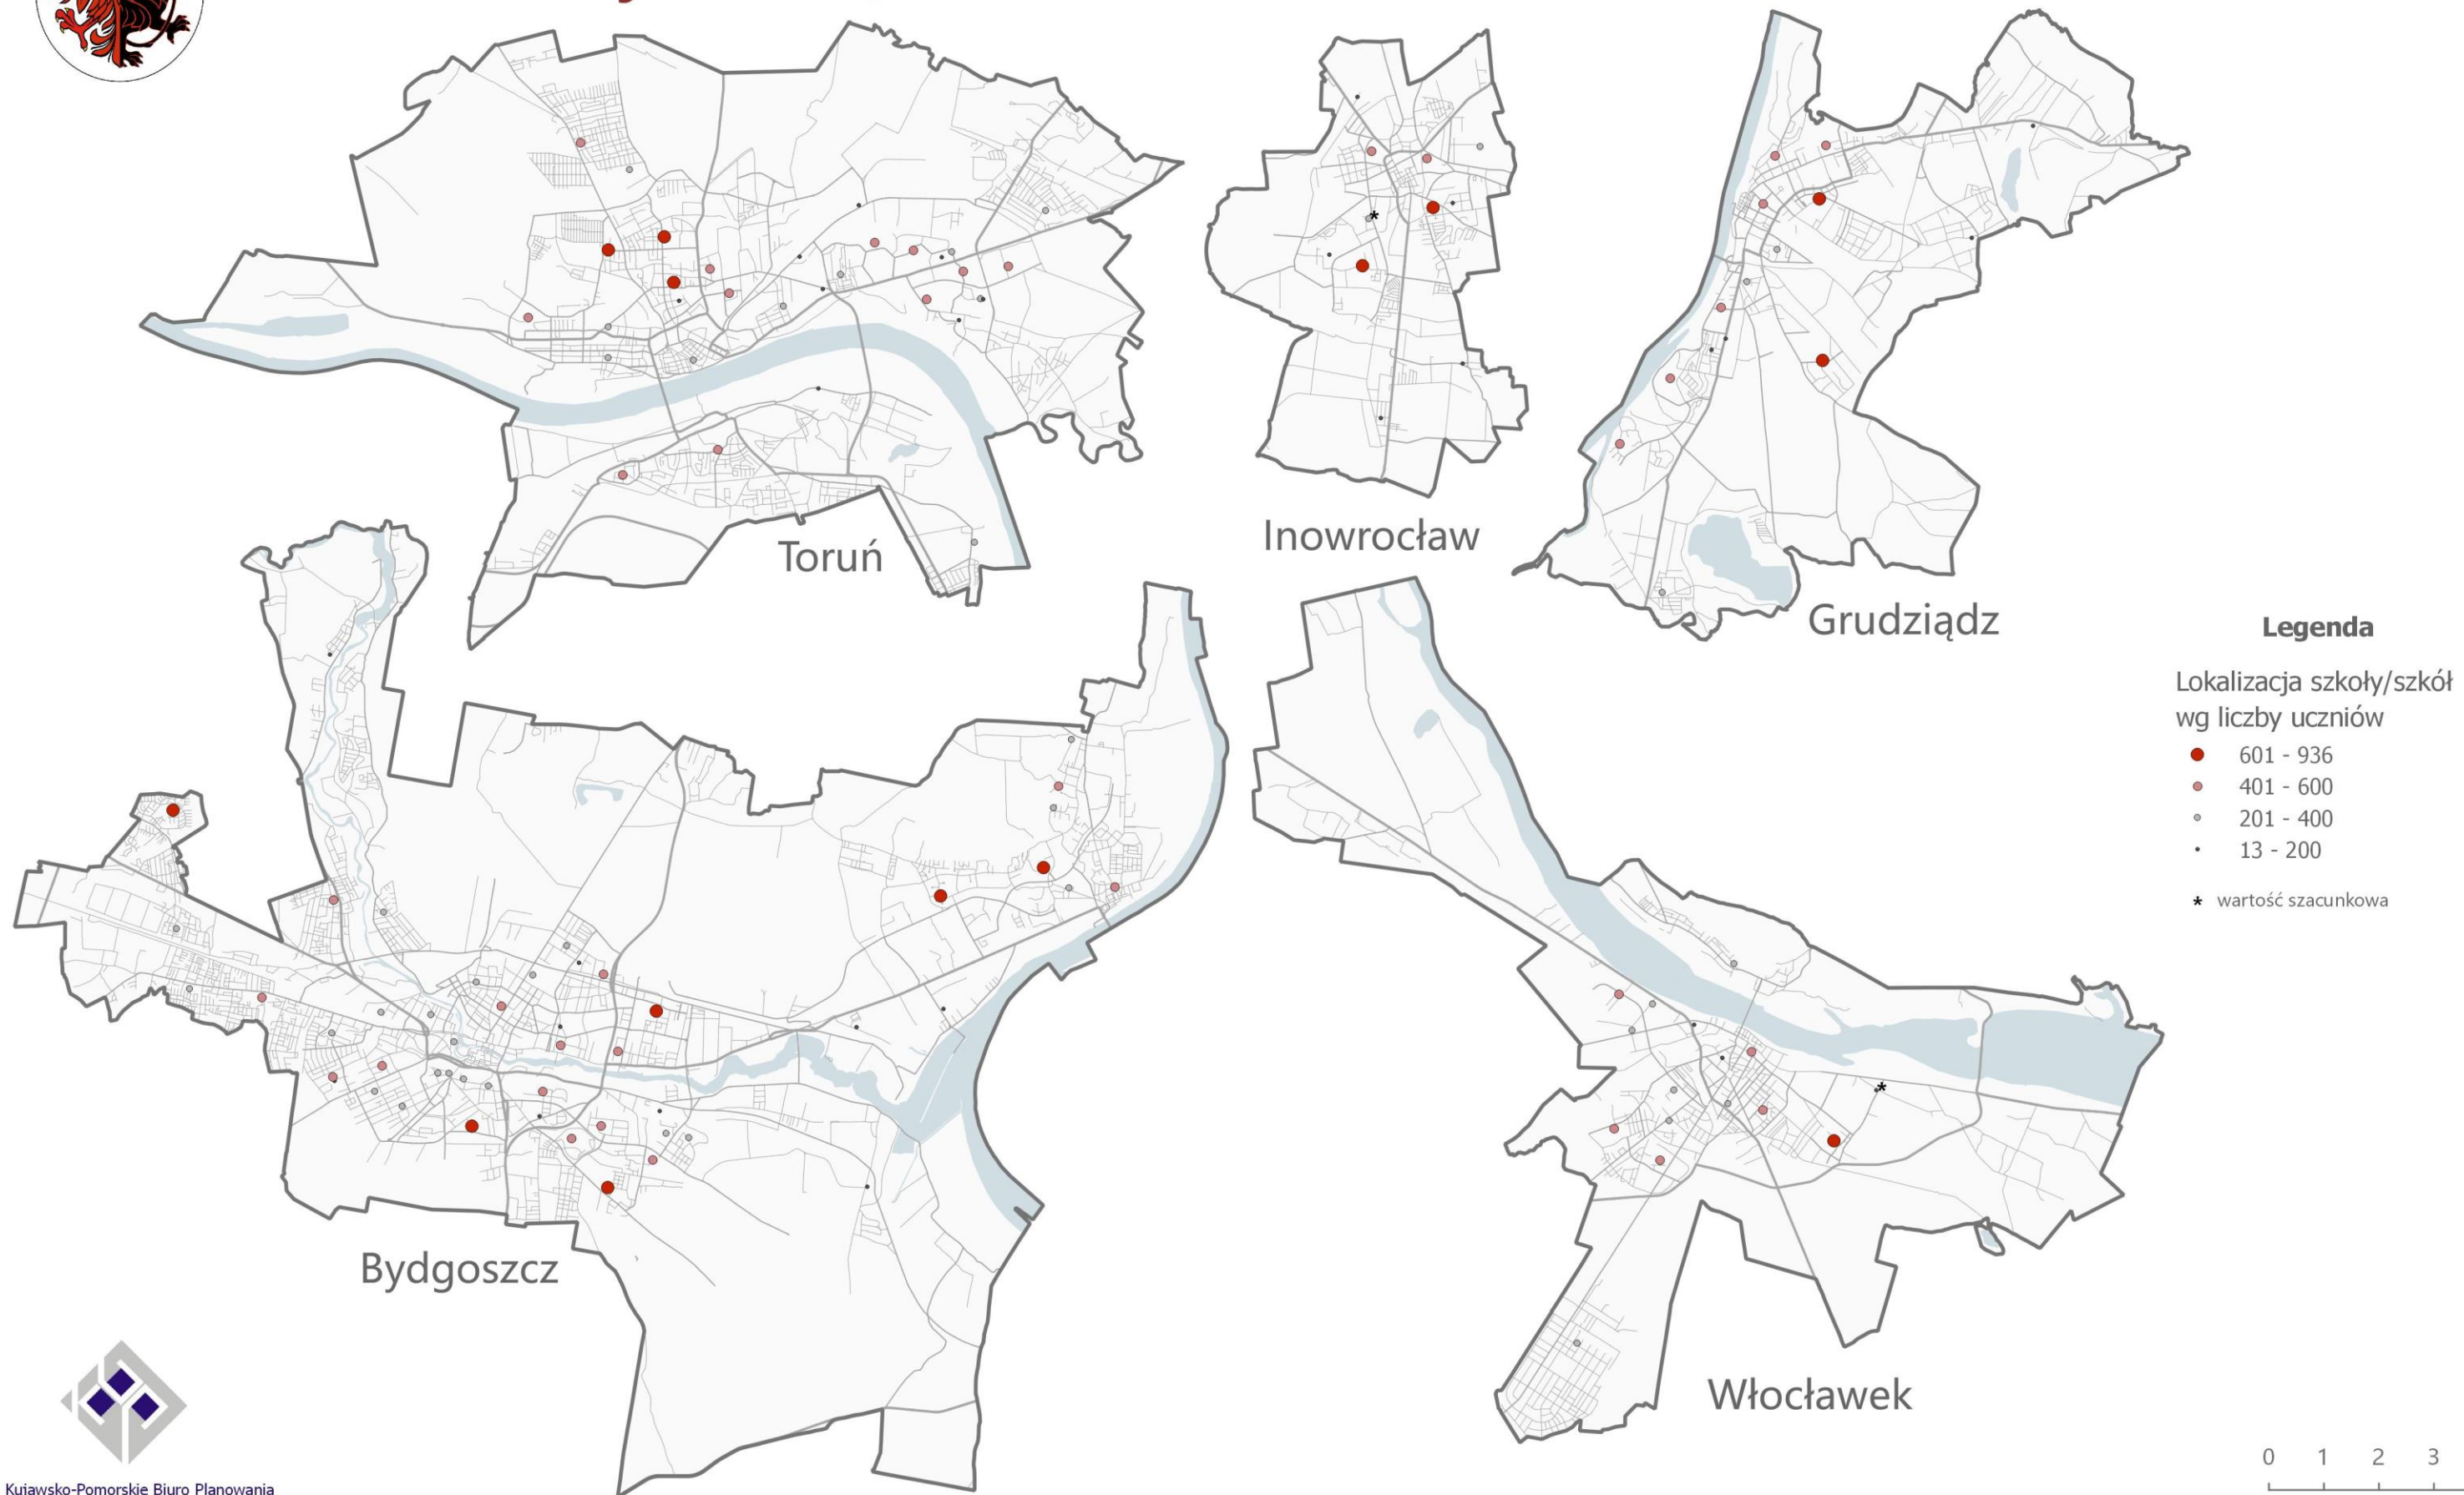 Toruń
Inowrocław
Grudziądz
Legenda
Lokalizacja szkoły/szkół
wg liczby uczniów
601 - 936
401 - 600
201 - 400
13 - 200
* wartość szacunkowa
*
*
Bydgoszcz
Włocławek
0 1 2 3
Kujawsko-Pomorskie Biuro Planowania